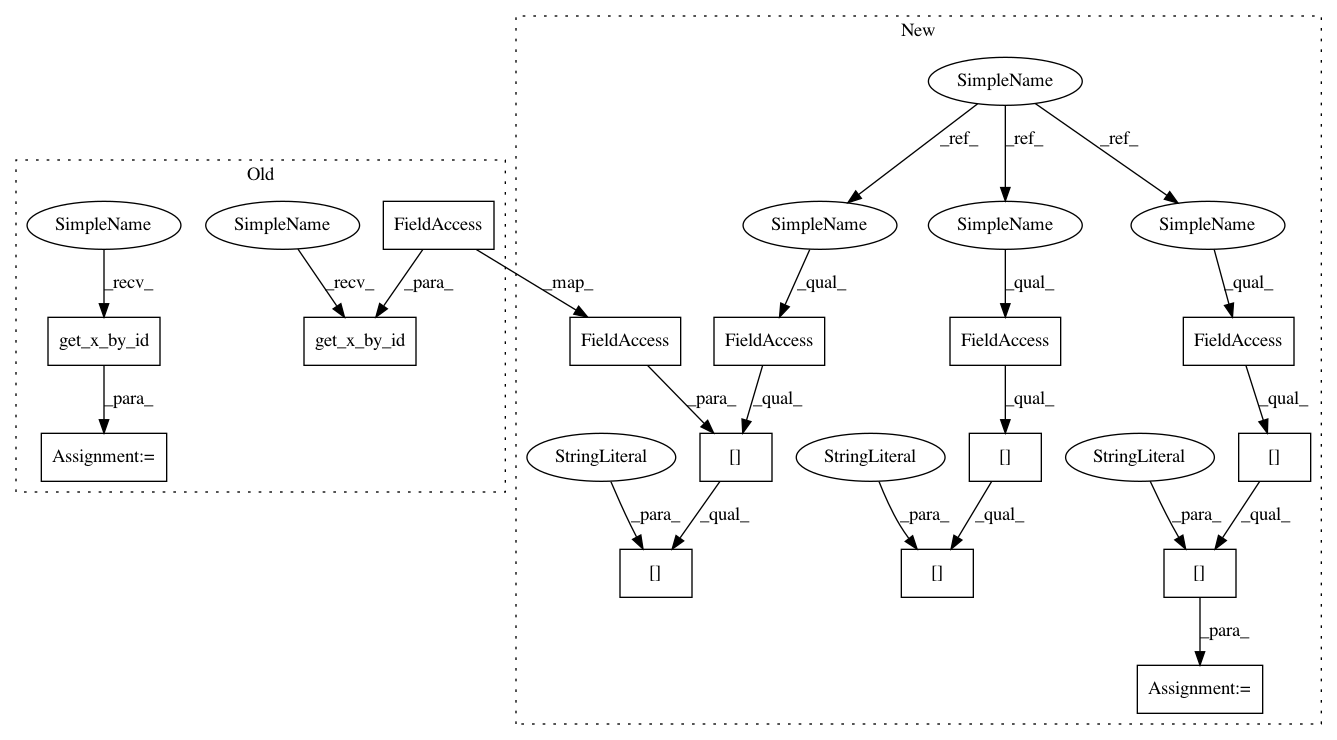 New
SimpleName
_ref_ _ref_ _ref_
Old
SimpleName SimpleName FieldAccess SimpleName SimpleName SimpleName
_recv_ _recv_ _para_ _map_ _qual_ _qual_ _qual_
get_x_by_id get_x_by_id FieldAccess FieldAccess FieldAccess FieldAccess
_para_ _para_ _qual_ _qual_ _qual_
Assignment:= StringLiteral [] StringLiteral [] StringLiteral []
_para_ _qual_ _para_ _qual_ _para_ _qual_
[] [] []
_para_
Assignment:=